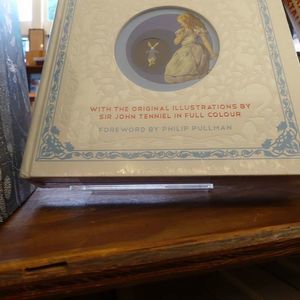 WITH THE ORIGINAL ILLUSTRATIONS BY
SIR JOHN TENNIEL IN FULL COLOUR
FOREWORD BY PHILIP PULLMAN